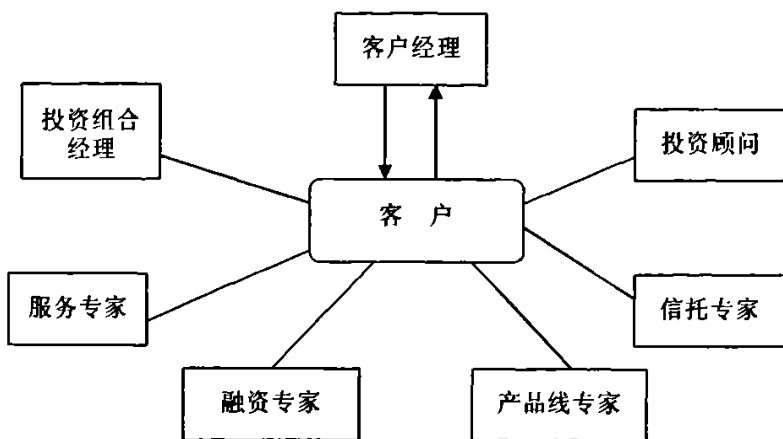 客户经理
投资组合
经理
投资顾问
客 户
服务专家
信托专家
融资专家
产品线专家